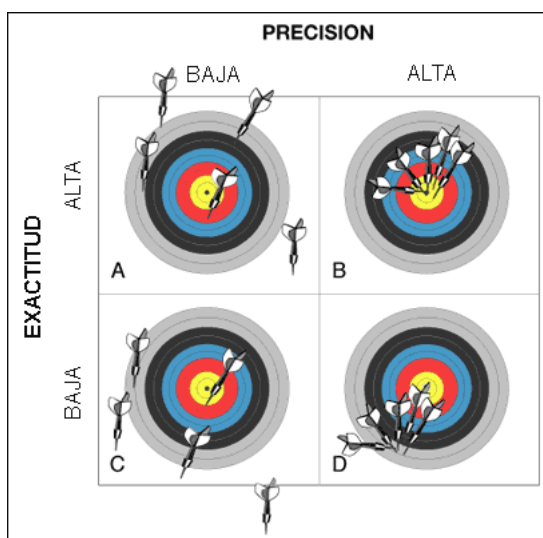 PRECISION
BAJA ALTA
EXACTITUD
ALTA
A B
BAJA
C D